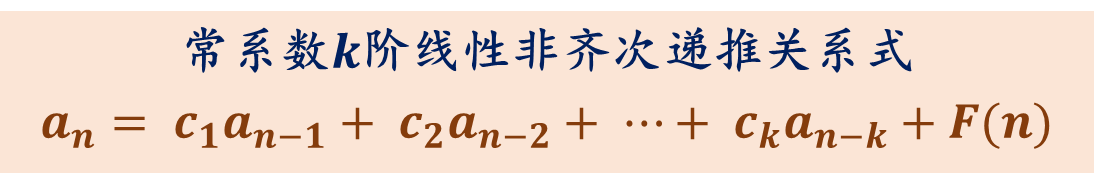 常系数k阶线性非齐次递推关系式
aₙ = c₁aₙ₋₁ + c₂aₙ₋₂ + ⋯ + cₖaₙ₋ₖ + F(n)